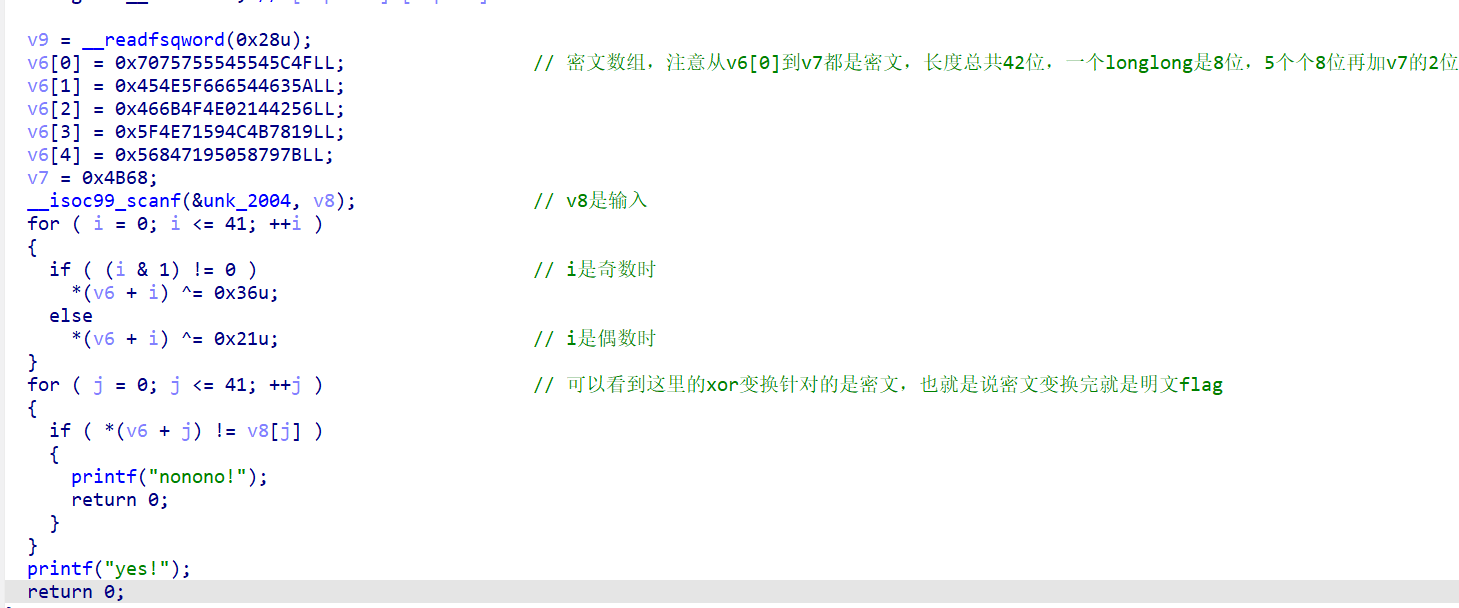 v9 = __readfsqword(0x28u);
v6[0] = 0x7075755545545C4FLL; // 密文数组，注意从v6[0]到v7都是密文，长度总共42位，一个longlong是8位，5个个8位再加v7的2位
v6[1] = 0x454E5F666544635ALL;
v6[2] = 0x466B4F4E02144256LL;
v6[3] = 0x5F4E71594C4B7819LL;
v6[4] = 0x56847195058797BLL;
v7 = 0x4B68;
__isoc99_scanf(&unk_2004, v8); // v8是输入
for ( i = 0; i <= 41; ++i )
{
if ( (i & 1) != 0 ) // i是奇数时
*(v6 + i) ^= 0x36u;
else
*(v6 + i) ^= 0x21u; // i是偶数时
}
for ( j = 0; j <= 41; ++j ) // 可以看到这里的xor变换针对的是密文，也就是说密文变换完就是明文flag
{
if ( *(v6 + j) != v8[j] )
{
printf("nonono!");
return 0;
}
}
printf("yes!");
return 0;